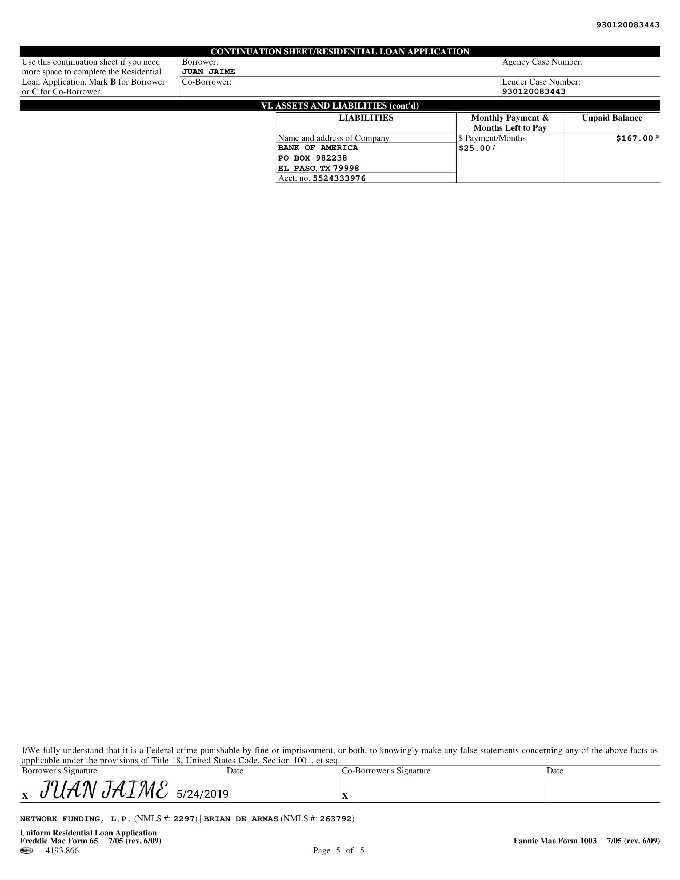 930120083443
CONTINUATION SHEET/RESIDENTIAL LOAN APPLICATION
Use this continuation sheet if you need more space to complete the Residential Loan Application. Mark B for Borrower or C for Co-Borrower.
Borrower:
JUAN JAIME
Agency Case Number:
Co-Borrower:
Lender Case Number:
930120083443
VI. ASSETS AND LIABILITIES (cont'd)
LIABILITIES
Monthly Payment &
Months Left to Pay
Unpaid Balance
Name and address of Company
$ Payment/Months
$167.00
BANK OF AMERICA
$25.00/
PO BOX 982238
EL PASO, TX 79998
Acct. no. 5524333976
I/We fully understand that it is a Federal crime punishable by fine or imprisonment, or both, to knowingly make any false statements concerning any of the above facts as
applicable under the provisions of Title 18, United States Code, Section 1001, et seq.
Borrower's Signature Date Co-Borrower's Signature Date
X JUAN JAIME 5/24/2019 X
NETWORK FUNDING, L.P. (NMLS #: 2297) | BRIAN DE ARMAS (NMLS #: 263792)
Uniform Residential Loan Application
Freddie Mac Form 65 7/05 (rev. 6/09) Fannie Mae Form 1003 7/05 (rev. 6/09)
Page 5 of 5